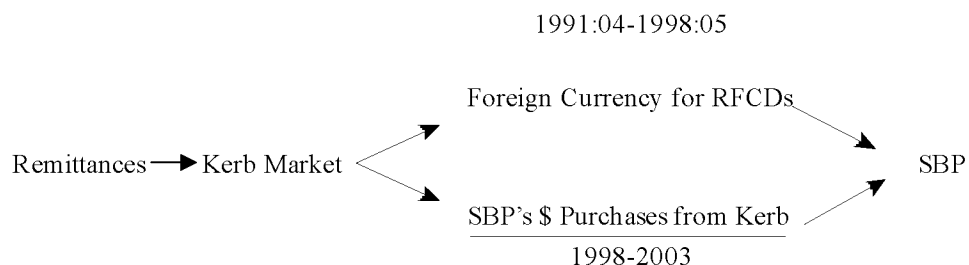 1991:04-1998:05
Foreign Currency for RFCDs
Remittances Kerb Market SBP
SBP's $ Purchases from Kerb
1998-2003